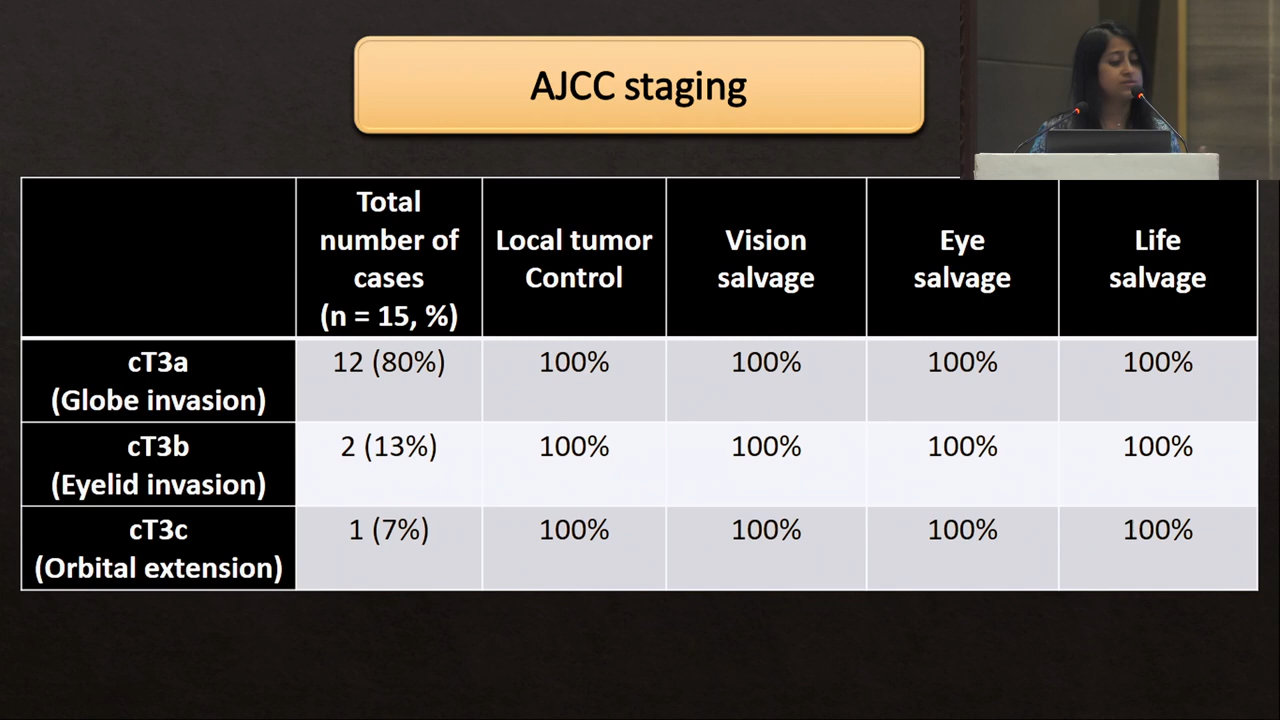 AJCC staging
Total
number of
cases
(n = 15, %)
Local tumor
Control
Vision
salvage
Eye
salvage
Life
salvage
cT3a
(Globe invasion)
12 (80%)
100%
100%
100%
100%
cT3b
(Eyelid invasion)
2 (13%)
100%
100%
100%
100%
cT3c
(Orbital extension)
1 (7%)
100%
100%
100%
100%